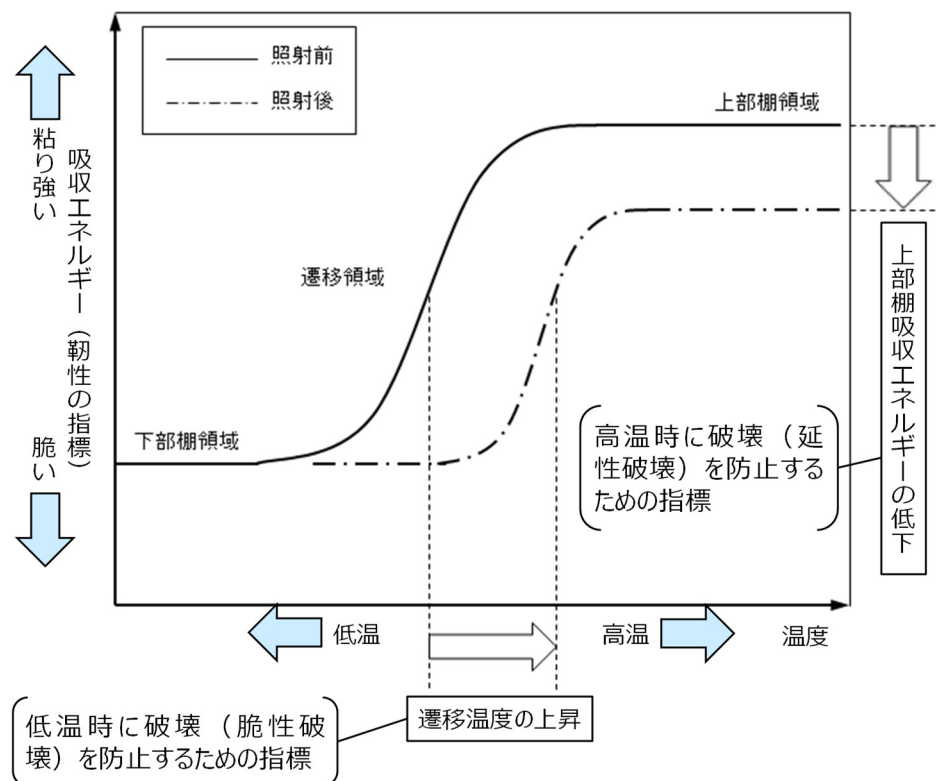 照射前
照射後
上部棚領域
粘り強い
吸収エネルギー（靭性の指標）
脆い
遷移領域
下部棚領域
上部棚吸収エネルギーの低下
高温時に破壊（延
性破壊）を防止する
ための指標
低温
高温
温度
遷移温度の上昇
低温時に破壊（脆性破
壊）を防止するための指標